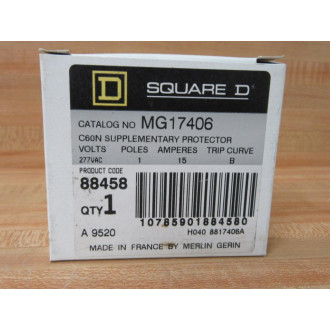 D
SQUARE D
CATALOG NO MG17406
C60N SUPPLEMENTARY PROTECTOR
VOLTS POLES AMPERES TRIP CURVE
277VAC 1 15 B
PRODUCT CODE
88458
QTY 1
10785901884580
A 9520 H040 8817406A
MADE IN FRANCE BY MERLIN GERIN